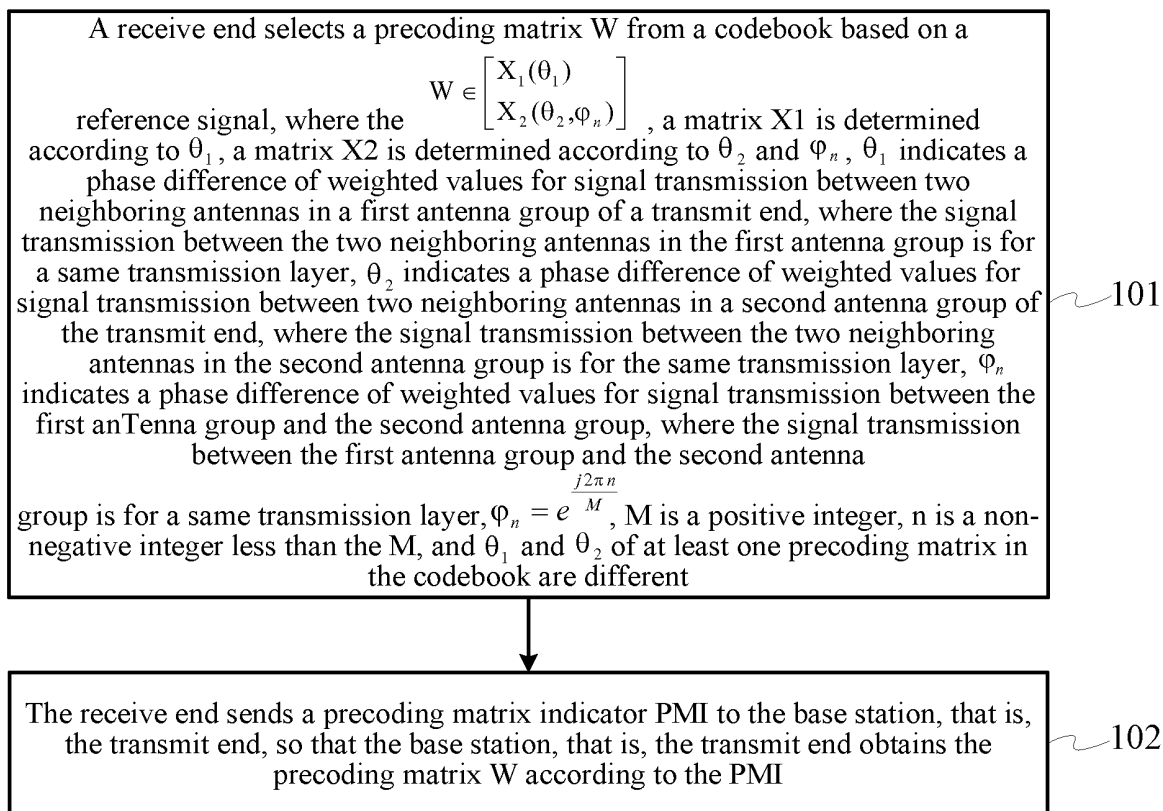 A receive end selects a precoding matrix W from a codebook based on a
reference signal, where the W ∈ [X₁(θ₁) X₂(θ₂,φₙ)] , a matrix X1 is determined
according to θ₁, a matrix X2 is determined according to θ₂ and φₙ, θ₁ indicates a
phase difference of weighted values for signal transmission between two
neighboring antennas in a first antenna group of a transmit end, where the signal
transmission between the two neighboring antennas in the first antenna group is for
a same transmission layer, θ₂ indicates a phase difference of weighted values for
signal transmission between two neighboring antennas in a second antenna group of
the transmit end, where the signal transmission between the two neighboring
antennas in the second antenna group is for the same transmission layer, φₙ
indicates a phase difference of weighted values for signal transmission between the
first anTenna group and the second antenna group, where the signal transmission
between the first antenna group and the second antenna
group is for a same transmission layer, φₙ = e^(j2πn/M), M is a positive integer, n is a non-
negative integer less than the M, and θ₁ and θ₂ of at least one precoding matrix in
the codebook are different
101
The receive end sends a precoding matrix indicator PMI to the base station, that is,
the transmit end, so that the base station, that is, the transmit end obtains the
precoding matrix W according to the PMI
102